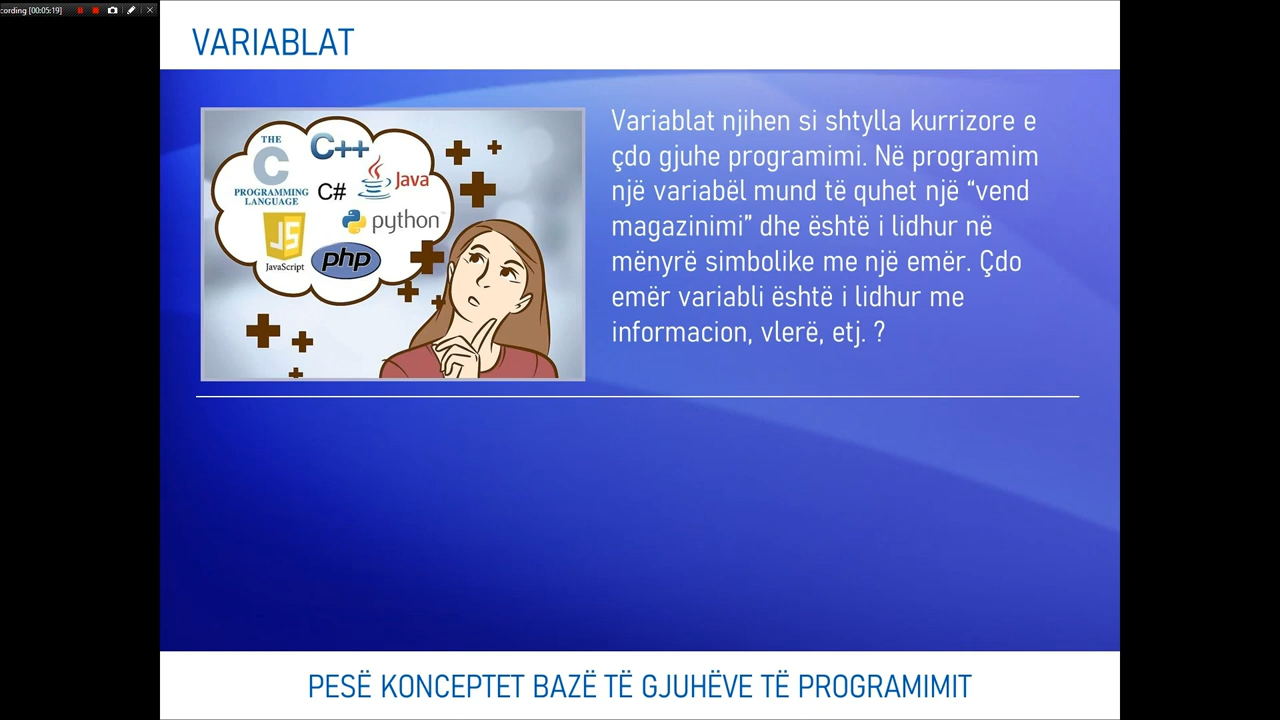 cording [00:05:19]
VARIABLAT
THE
C
PROGRAMMING
LANGUAGE
C++
C#
Java
python
JS
JavaScript
php
Variablat njihen si shtylla kurrizore e
çdo gjuhe programimi. Në programim
një variabël mund të quhet një “vend
magazinimi” dhe është i lidhur në
mënyrë simbolike me një emër. Çdo
emër variabli është i lidhur me
informacion, vlerë, etj. ?
PESË KONCEPTET BAZË TË GJUHËVE TË PROGRAMIMIT